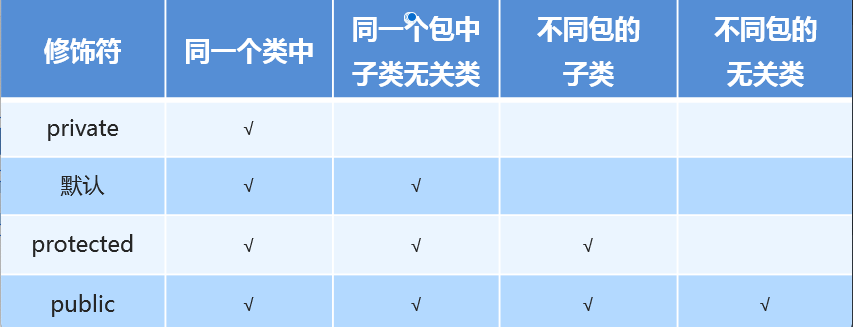 修饰符 同一个类中 同一个包中 不同包的 不同包的
子类无关类 子类 无关类
private √
默认 √ √
protected √ √ √
public √ √ √ √